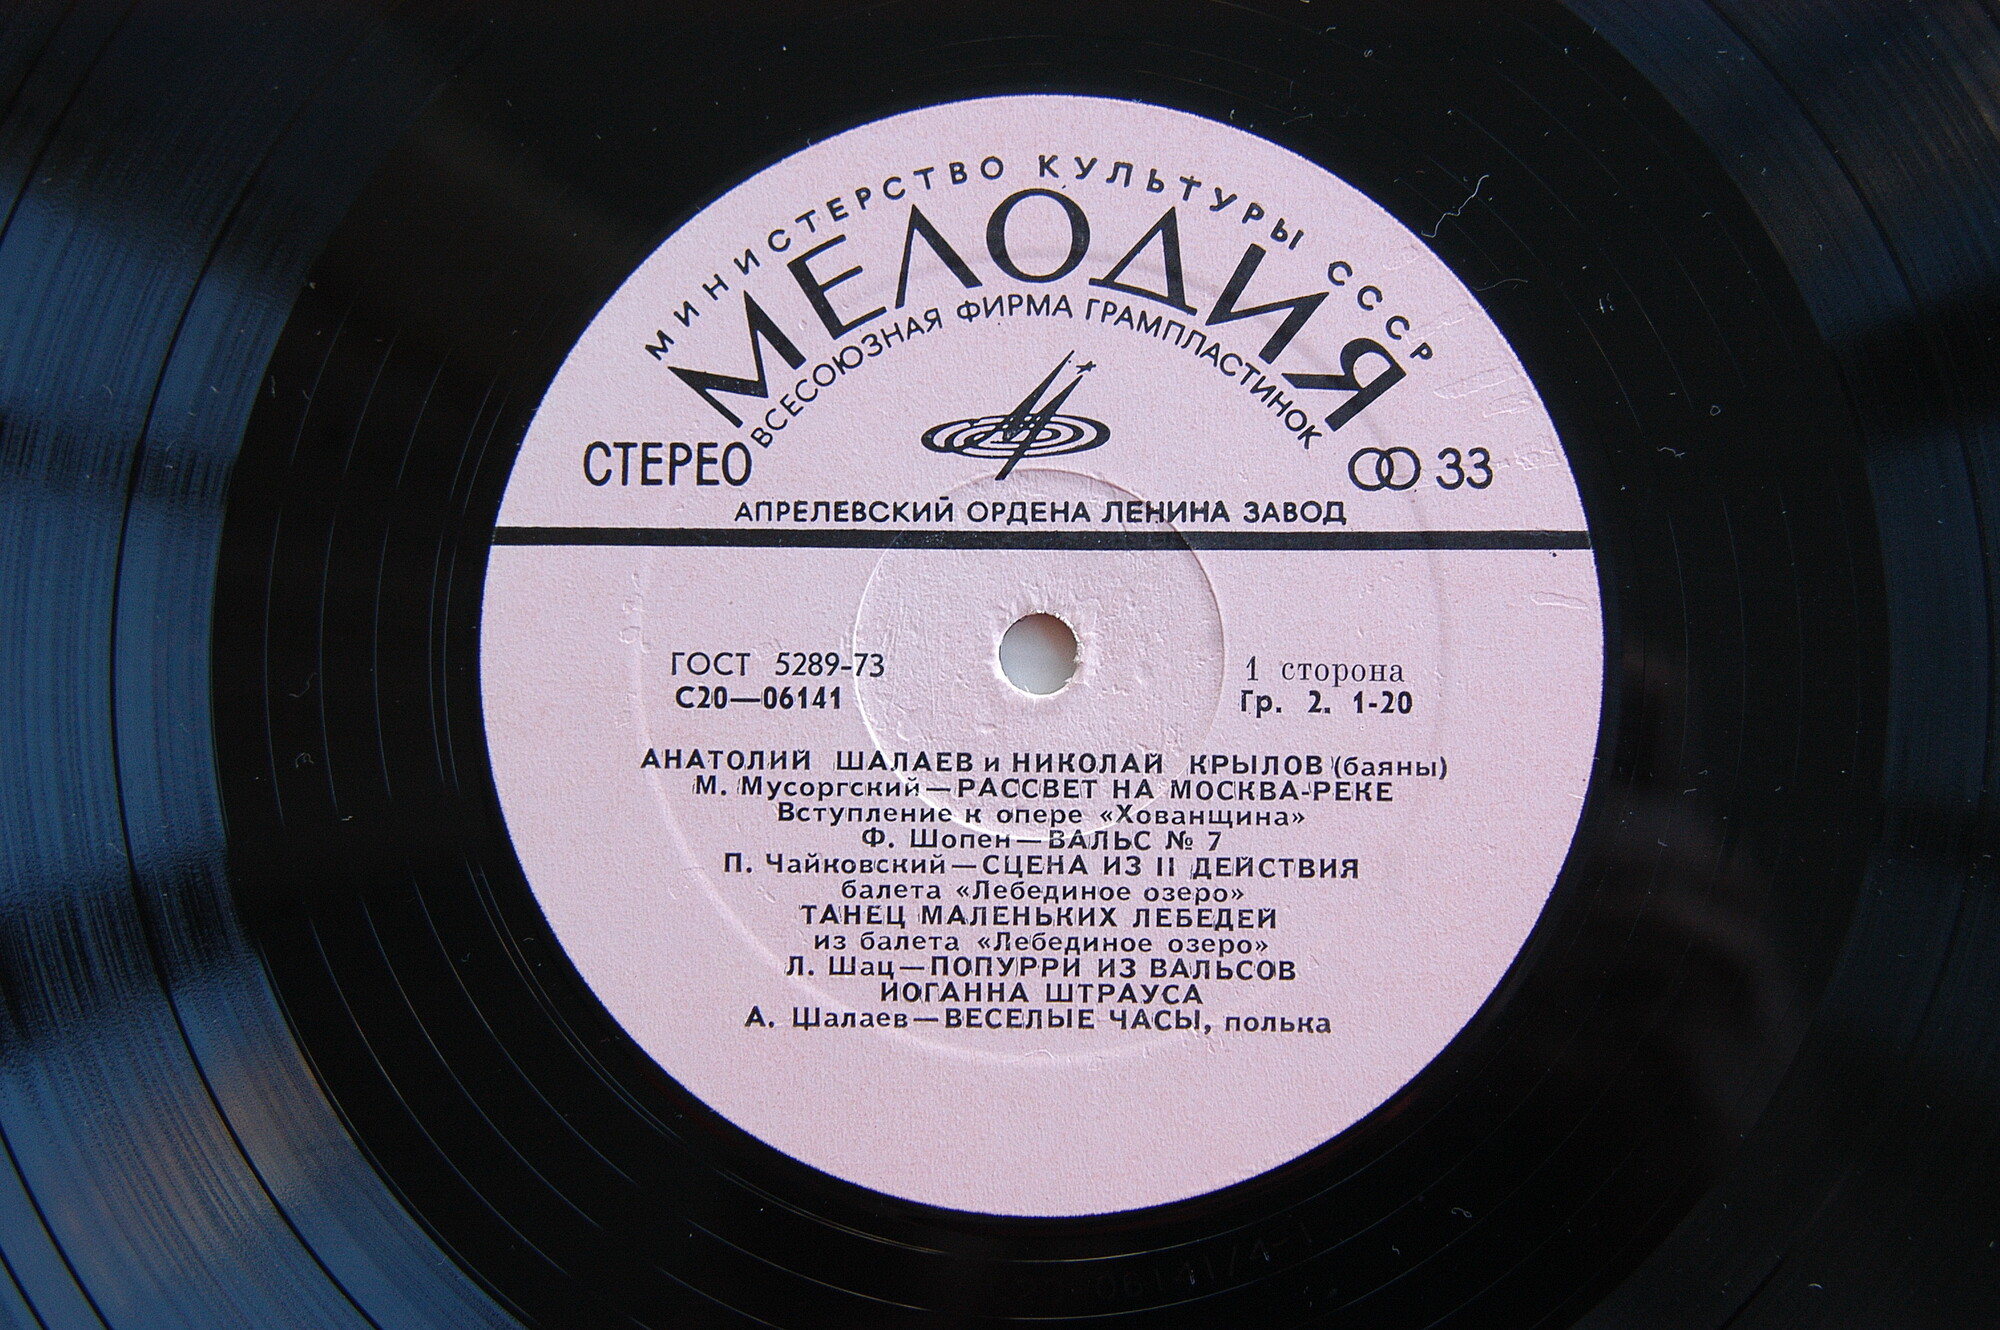 МИНИСТЕРСТВО КУЛЬТУРЫ СССР
МЕЛОДИЯ
ВСЕСОЮЗНАЯ ФИРМА ГРАМПЛАСТИНОК
СТЕРЕО
33
АПРЕЛЕВСКИЙ ОРДЕНА ЛЕНИНА ЗАВОД
ГОСТ 5289-73
С20—06141
1 сторона
Гр. 2. 1-20
АНАТОЛИЙ ШАЛАЕВ и НИКОЛАЙ КРЫЛОВ (баяны)
М. Мусоргский—РАССВЕТ НА МОСКВА-РЕКЕ
Вступление к опере «Хованщина»
Ф. Шопен—ВАЛЬС № 7
П. Чайковский—СЦЕНА ИЗ II ДЕЙСТВИЯ
балета «Лебединое озеро»
ТАНЕЦ МАЛЕНЬКИХ ЛЕБЕДЕЙ
из балета «Лебединое озеро»
Л. Шац—ПОПУРРИ ИЗ ВАЛЬСОВ
ИОГАННА ШТРАУСА
А. Шалаев—ВЕСЕЛЫЕ ЧАСЫ, полька